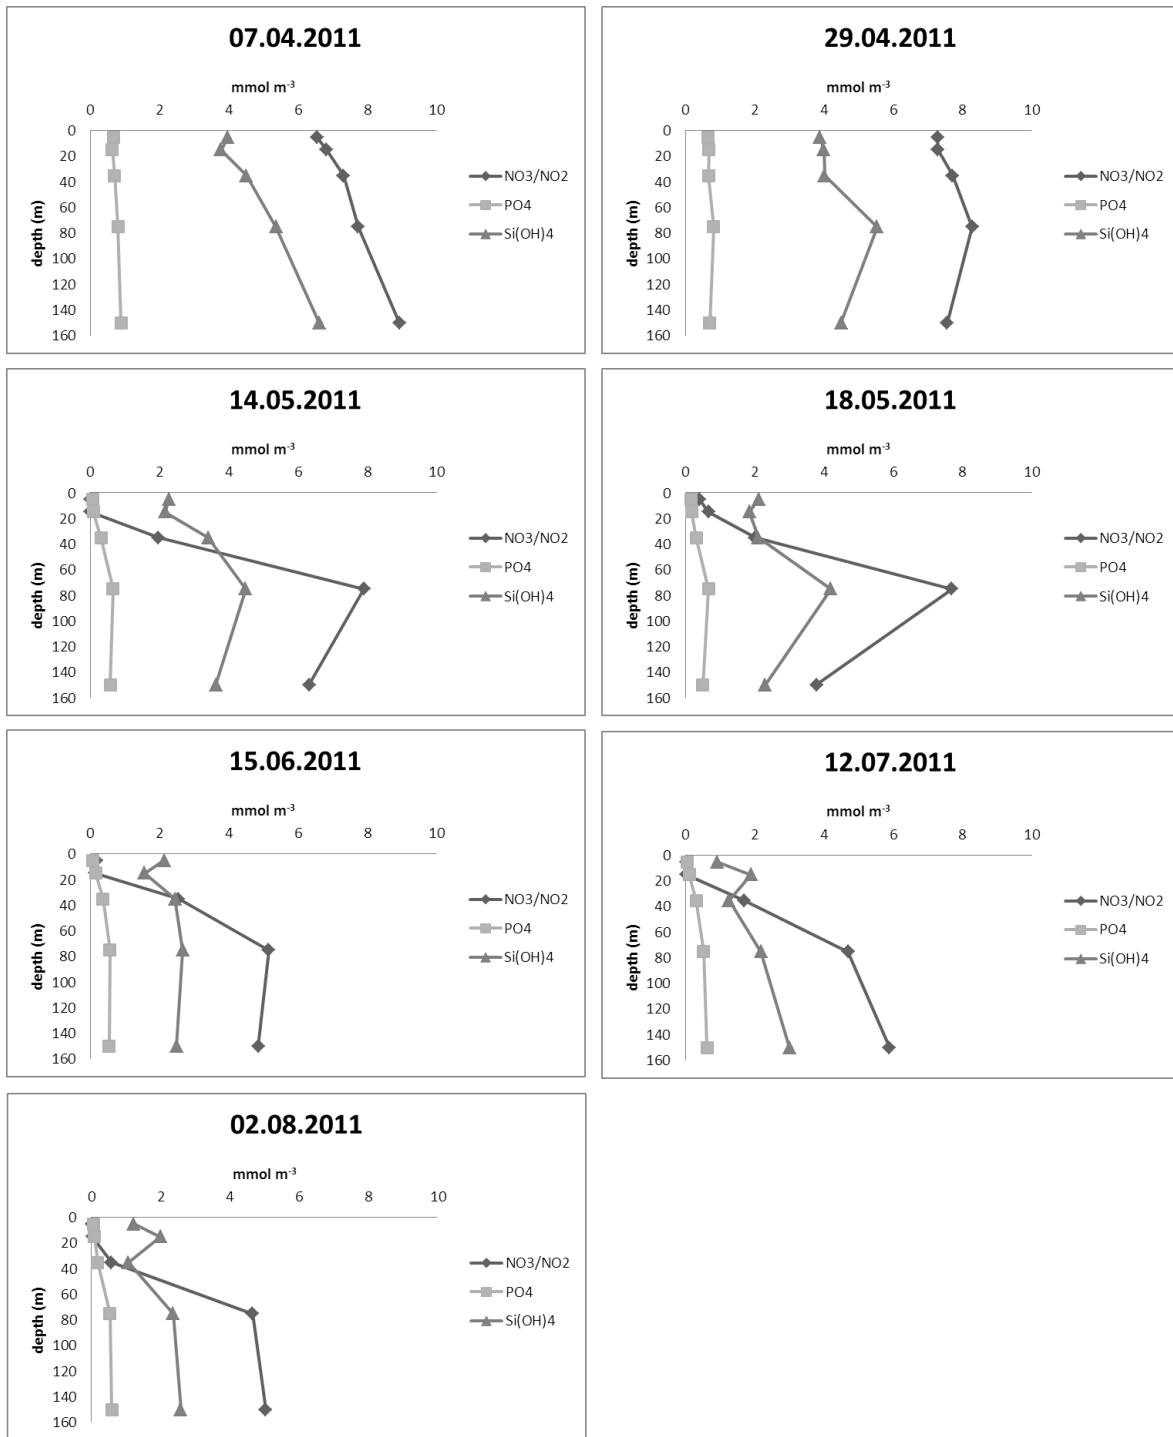 07.04.2011
mmol m-3
0 2 4 6 8 10
0
20
40
60
80
100
120
140
160
depth (m)
NO3/NO2
PO4
Si(OH)4
29.04.2011
mmol m-3
0 2 4 6 8 10
0
20
40
60
80
100
120
140
160
depth (m)
NO3/NO2
PO4
Si(OH)4
14.05.2011
mmol m-3
0 2 4 6 8 10
0
20
40
60
80
100
120
140
160
depth (m)
NO3/NO2
PO4
Si(OH)4
18.05.2011
mmol m-3
0 2 4 6 8 10
0
20
40
60
80
100
120
140
160
depth (m)
NO3/NO2
PO4
Si(OH)4
15.06.2011
mmol m-3
0 2 4 6 8 10
0
20
40
60
80
100
120
140
160
depth (m)
NO3/NO2
PO4
Si(OH)4
12.07.2011
mmol m-3
0 2 4 6 8 10
0
20
40
60
80
100
120
140
160
depth (m)
NO3/NO2
PO4
Si(OH)4
02.08.2011
mmol m-3
0 2 4 6 8 10
0
20
40
60
80
100
120
140
160
depth (m)
NO3/NO2
PO4
Si(OH)4